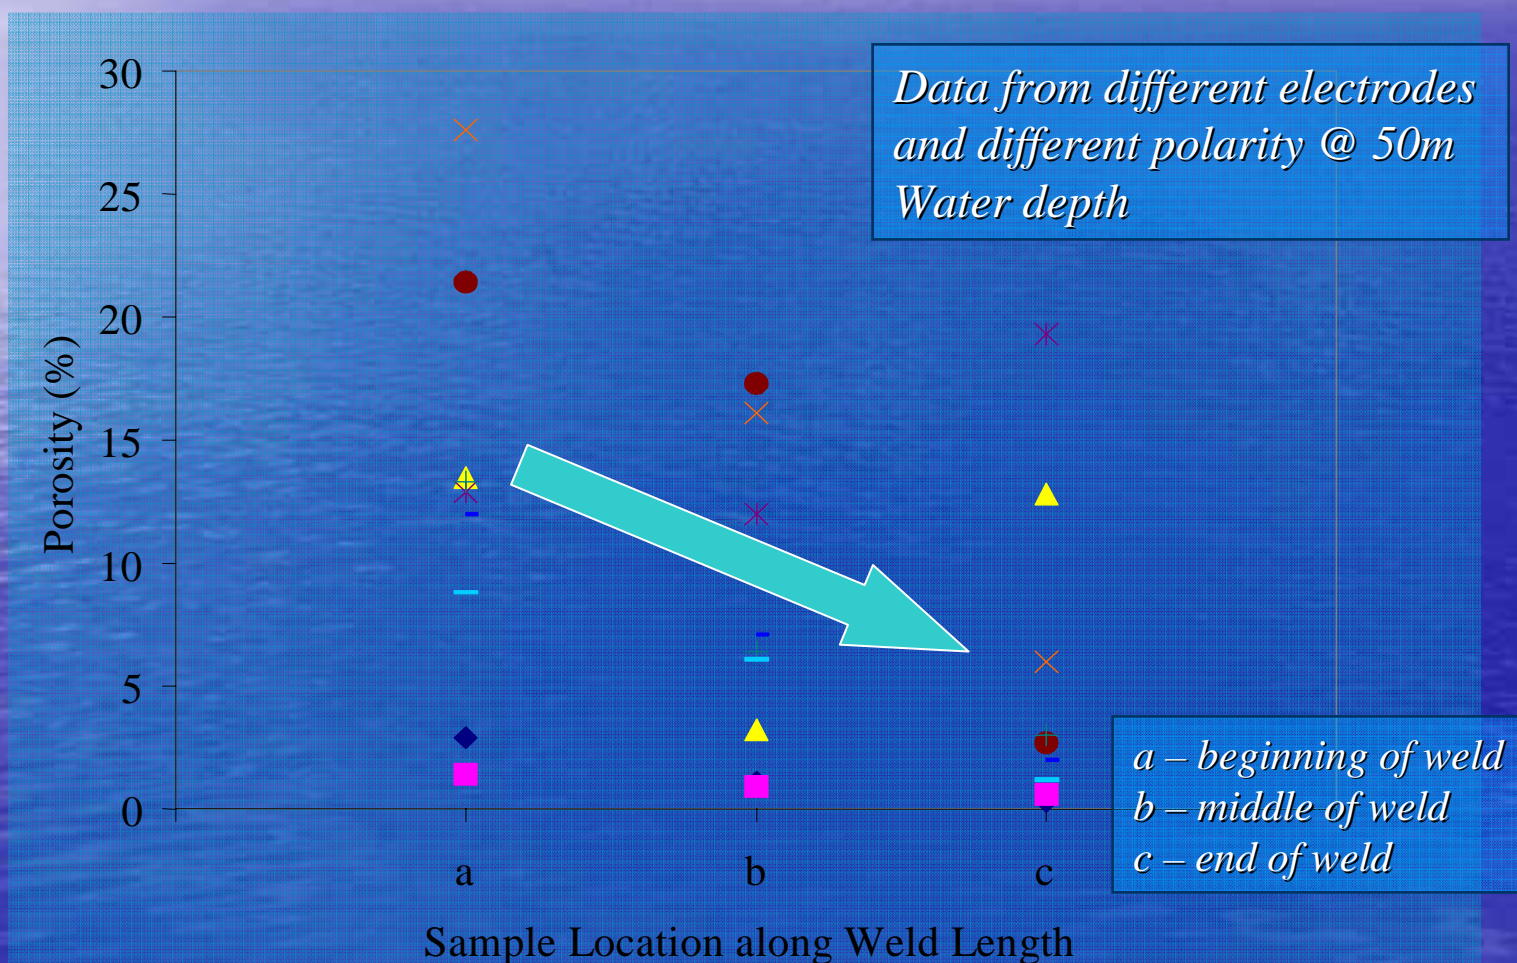 Data from different electrodes
and different polarity @ 50m
Water depth
30
25
20
15
10
5
0
Porosity (%)
a
b
c
Sample Location along Weld Length
a – beginning of weld
b – middle of weld
c – end of weld